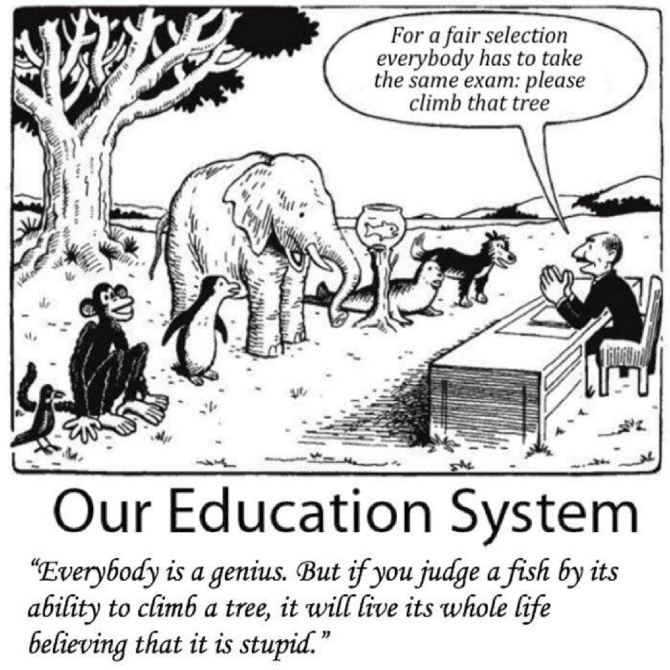 For a fair selection
everybody has to take
the same exam: please
climb that tree
Our Education System
“Everybody is a genius. But if you judge a fish by its
ability to climb a tree, it will live its whole life
believing that it is stupid.”